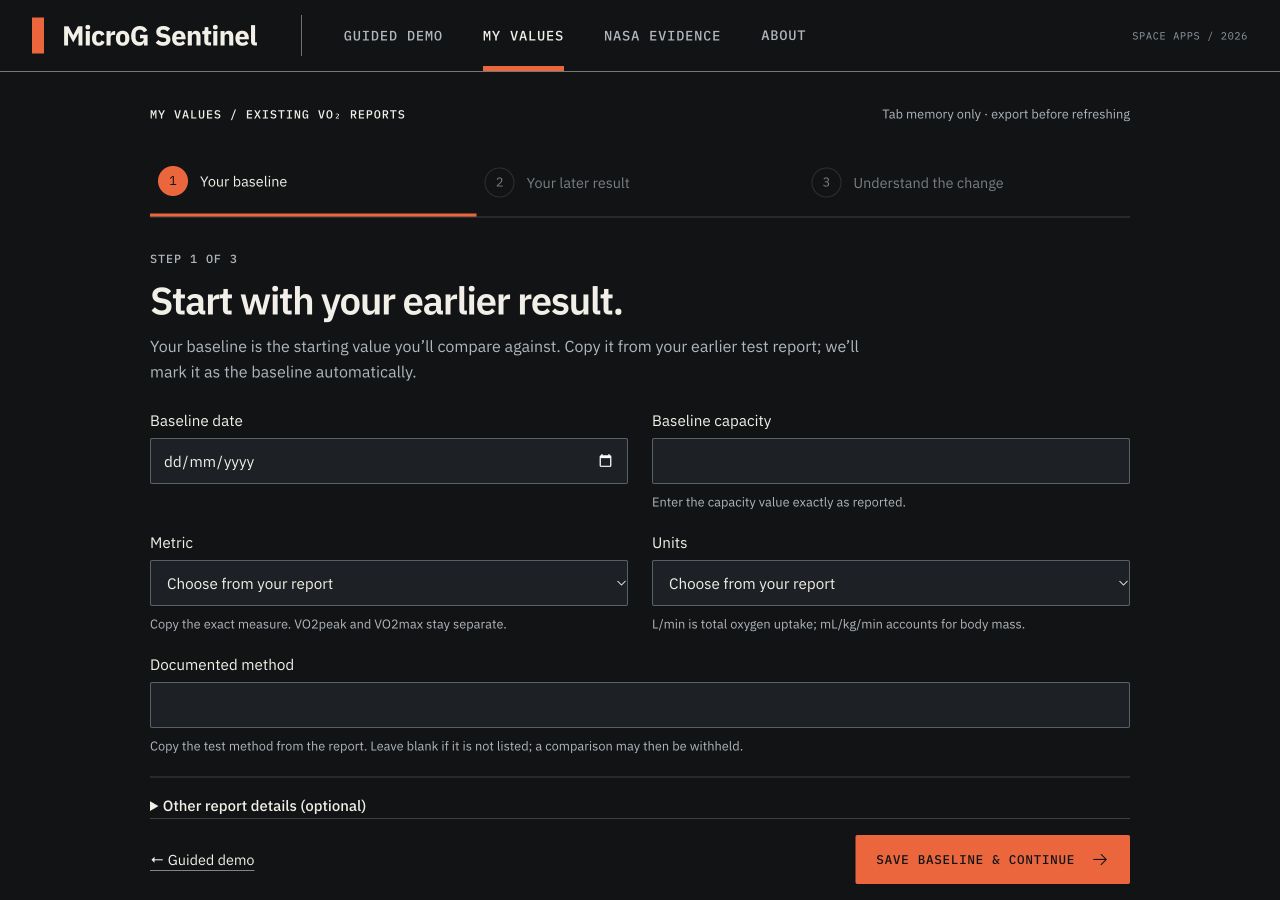 MicroG Sentinel
GUIDED DEMO
MY VALUES
NASA EVIDENCE
ABOUT
SPACE APPS / 2026
MY VALUES / EXISTING VO₂ REPORTS
Tab memory only · export before refreshing
1 Your baseline
2 Your later result
3 Understand the change
STEP 1 OF 3
Start with your earlier result.
Your baseline is the starting value you’ll compare against. Copy it from your earlier test report; we’ll
mark it as the baseline automatically.
Baseline date
dd/mm/yyyy
Baseline capacity
Enter the capacity value exactly as reported.
Metric
Choose from your report
Copy the exact measure. VO2peak and VO2max stay separate.
Units
Choose from your report
L/min is total oxygen uptake; mL/kg/min accounts for body mass.
Documented method
Copy the test method from the report. Leave blank if it is not listed; a comparison may then be withheld.
▶ Other report details (optional)
← Guided demo
SAVE BASELINE & CONTINUE →